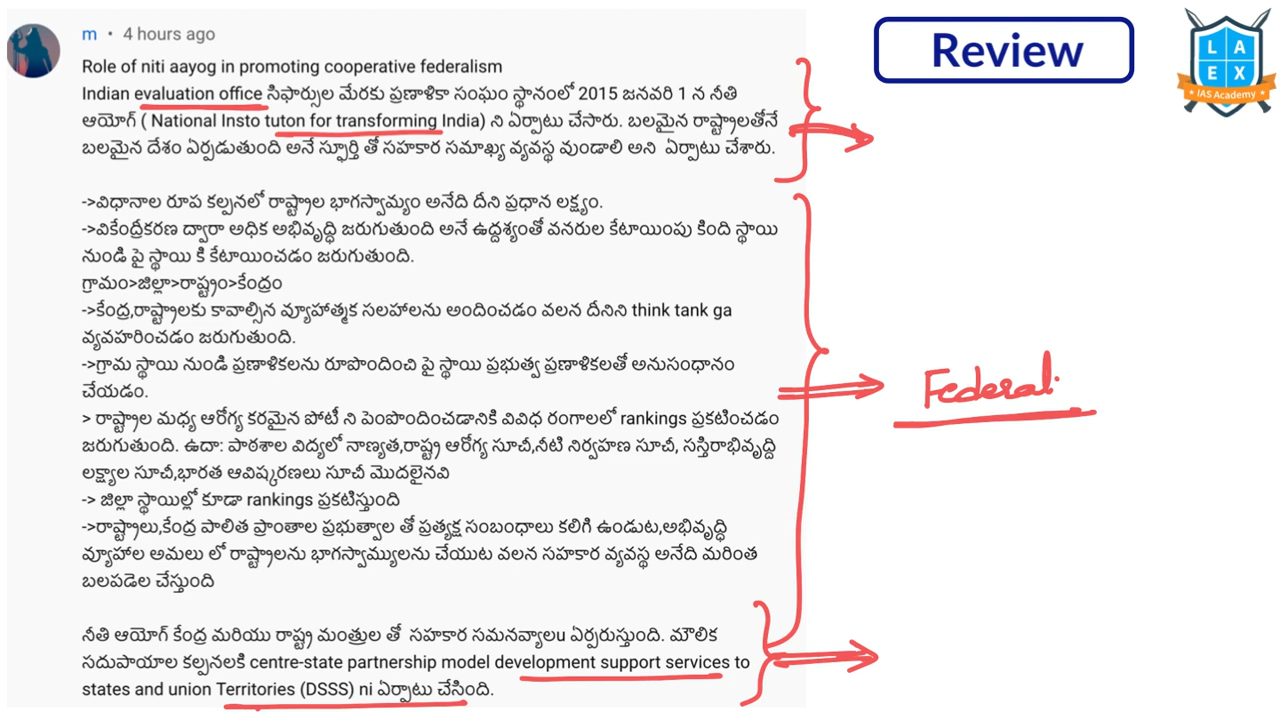 m • 4 hours ago
Role of niti aayog in promoting cooperative federalism
Indian evaluation office సిఫార్సుల మేరకు ప్రణాళికా సంఘం స్థానంలో 2015 జనవరి 1 న నీతి
ఆయోగ్ ( National Insto tuton for transforming India) ని ఏర్పాటు చేసారు. బలమైన రాష్ట్రాలతోనే
బలమైన దేశం ఏర్పడుతుంది అనే స్ఫూర్తి తో సహకార సమాఖ్య వ్యవస్థ వుండాలి అని ఏర్పాటు చేశారు.
->విధానాల రూప కల్పనలో రాష్ట్రాల భాగస్వామ్యం అనేది దీని ప్రధాన లక్ష్యం.
->వికేంద్రీకరణ ద్వారా అధిక అభివృద్ధి జరుగుతుంది అనే ఉద్దశ్యంతో వనరుల కేటాయింపు కింది స్థాయి
నుండి పై స్థాయి కి కేటాయించడం జరుగుతుంది.
గ్రామం>జిల్లా>రాష్ట్రం>కేంద్రం
->కేంద్ర,రాష్ట్రాలకు కావాల్సిన వ్యూహాత్మక సలహాలను అందించడం వలన దీనిని think tank ga
వ్యవహరించడం జరుగుతుంది.
->గ్రామ స్థాయి నుండి ప్రణాళికలను రూపొందించి పై స్థాయి ప్రభుత్వ ప్రణాళికలతో అనుసంధానం
చేయడం.
> రాష్ట్రాల మధ్య ఆరోగ్య కరమైన పోటీ ని పెంపొందించడానికి వివిధ రంగాలలో rankings ప్రకటించడం
జరుగుతుంది. ఉదా: పాఠశాల విద్యలో నాణ్యత,రాష్ట్ర ఆరోగ్య సూచీ,నీటి నిర్వహణ సూచీ, సస్తిరాభివృద్ది
లక్ష్యాల సూచీ,భారత ఆవిష్కరణలు సూచీ మొదలైనవి
-> జిల్లా స్థాయిల్లో కూడా rankings ప్రకటిస్తుంది
->రాష్ట్రాలు,కేంద్ర పాలిత ప్రాంతాల ప్రభుత్వాల తో ప్రత్యక్ష సంబంధాలు కలిగి ఉండుట,అభివృద్ధి
వ్యూహాల అమలు లో రాష్ట్రాలను భాగస్వామ్యులను చేయుట వలన సహకార వ్యవస్థ అనేది మరింత
బలపడెల చేస్తుంది
నీతి ఆయోగ్ కేంద్ర మరియు రాష్ట్ర మంత్రుల తో సహకార సమనవ్యాలu ఏర్పరుస్తుంది. మౌలిక
సదుపాయాల కల్పనలకి centre-state partnership model development support services to
states and union Territories (DSSS) ni ఏర్పాటు చేసింది.
Review
LA
EX
IAS Academy
Federal.